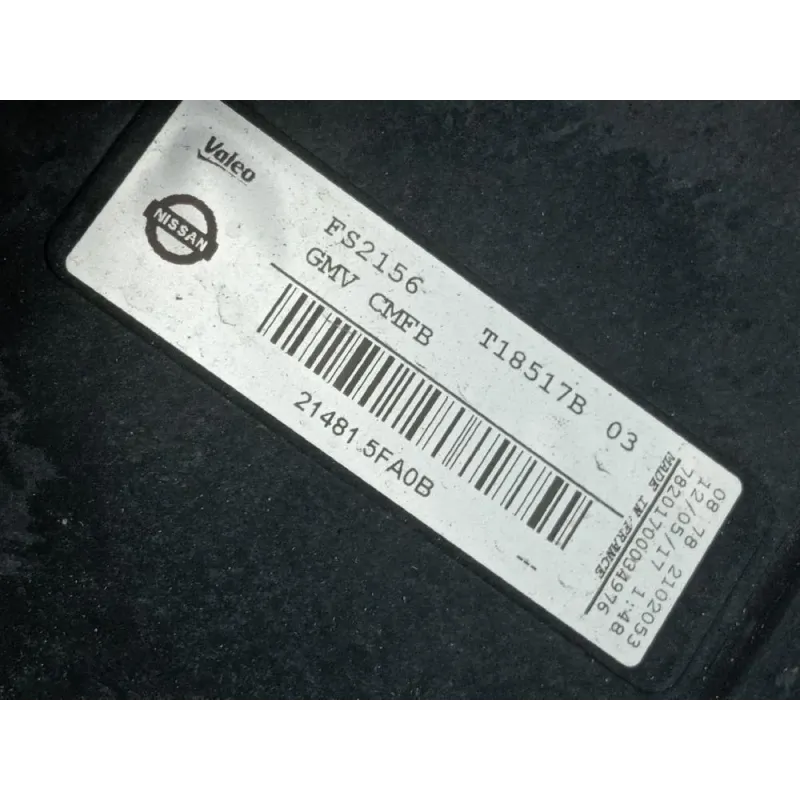 Valeo
NISSAN
FS2156 T18517B 03
GMV CMFB
21481 5FA0B
---
MADE IN FRANCE
08 78 2102053
12/05/17 1:48
7820170003A976